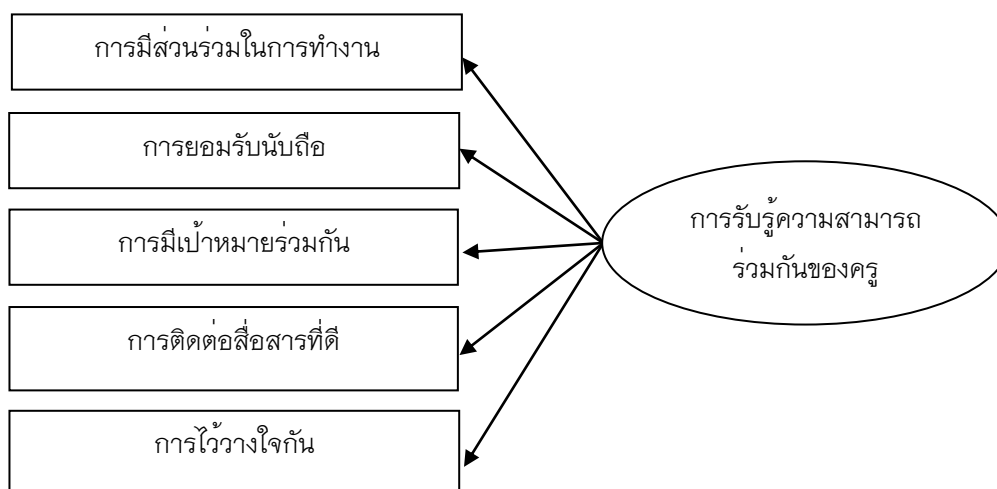 การมีส่วนร่วมในการทำงาน
การยอมรับนับถือ
การมีเป้าหมายร่วมกัน
การติดต่อสื่อสารที่ดี
การไว้วางใจกัน
การรับรู้ความสามารถ
ร่วมกันของครู